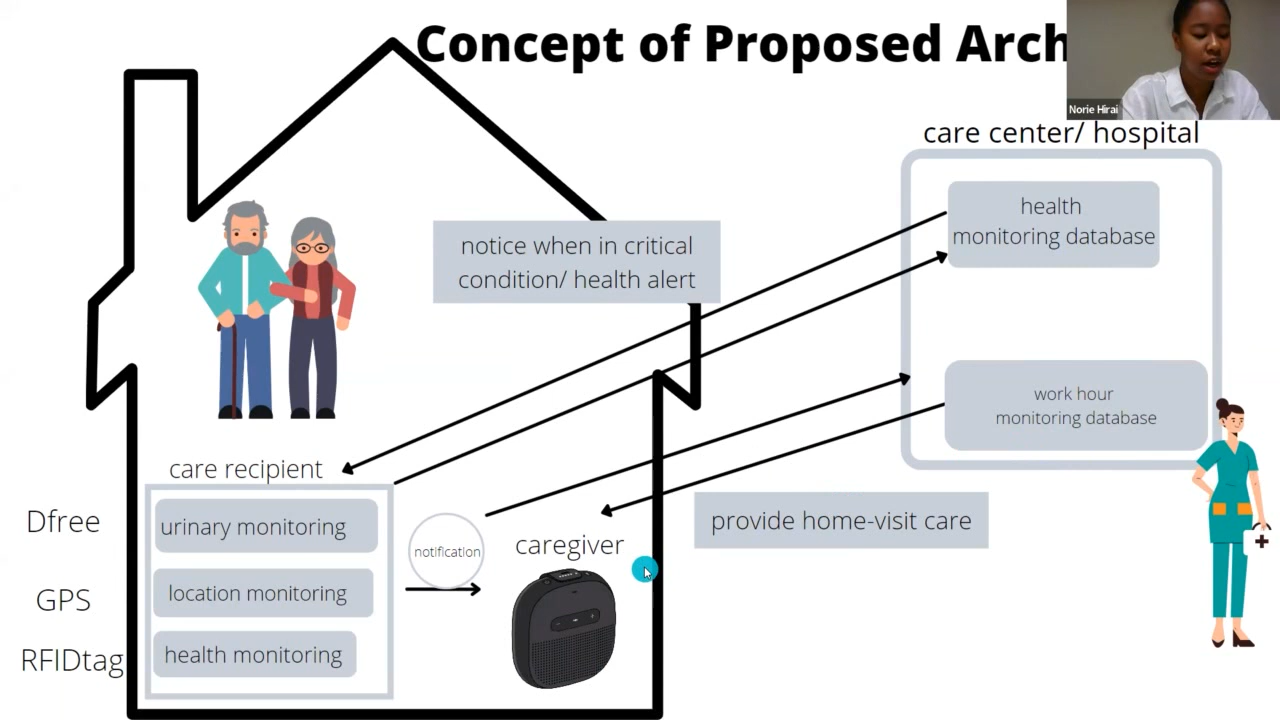 Concept of Proposed Arch
Norie Hirai
care center/ hospital
health
monitoring database
notice when in critical
condition/ health alert
work hour
monitoring database
care recipient
Dfree
urinary monitoring
notification
caregiver
provide home-visit care
GPS
location monitoring
RFIDtag
health monitoring